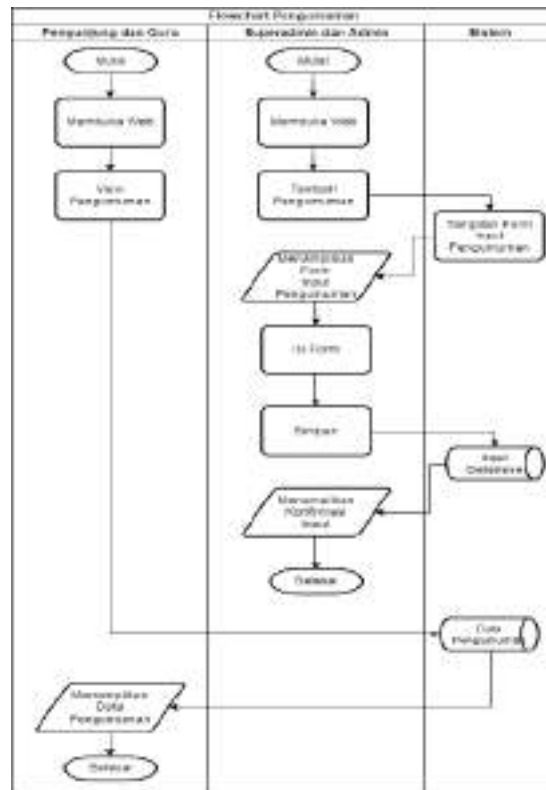 Flowchart Pengumuman
Pengunjung dan Guru
Superadmin dan Admin
Sistem
Mulai
Mulai
Membuka Web
Membuka Web
View
Pengumuman
Tambah
Pengumuman
Tampilan Form
Input
Pengumuman
Menampilkan
Form
Input
Pengumuman
Isi Form
Simpan
Database
Menampilkan
Konfirmasi
Input
Selesai
Data
Menampilkan
Data
Pengumuman
Selesai